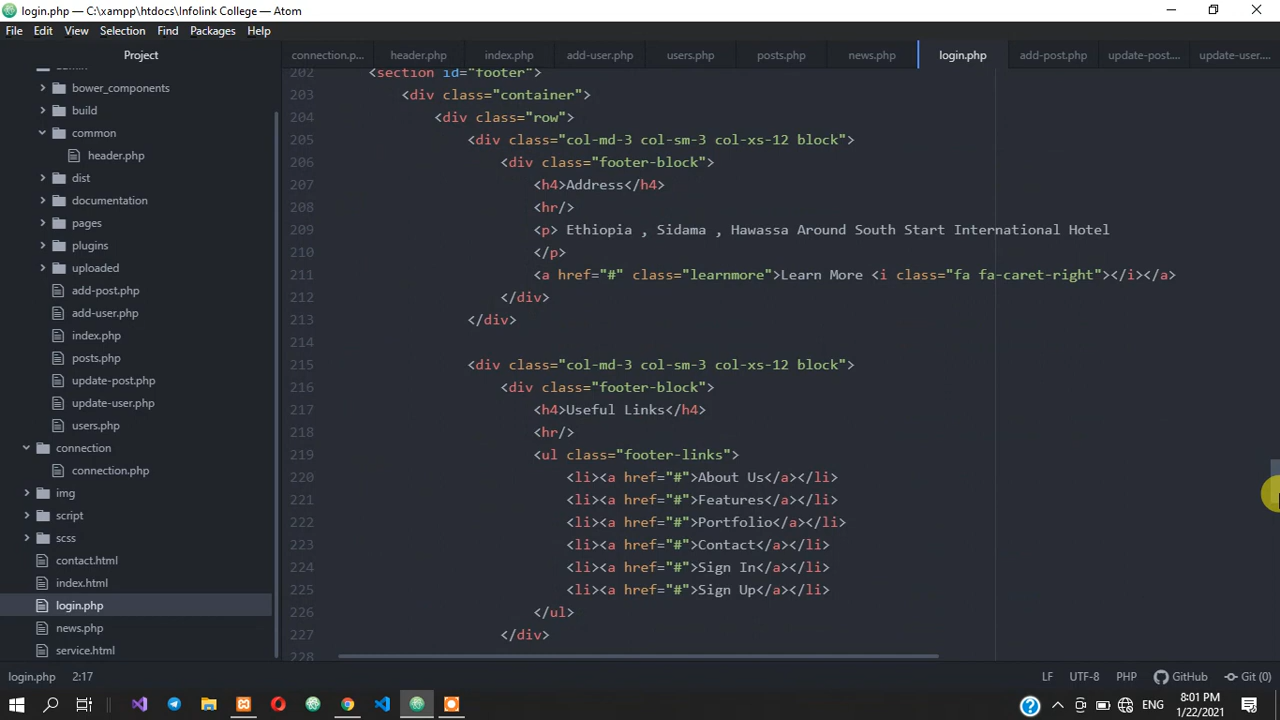 login.php — C:\xampp\htdocs\Infolink College — Atom
File Edit View Selection Find Packages Help
Project
connection.p... header.php index.php add-user.php users.php posts.php news.php login.php add-post.php update-post.... update-user....
bower_components
build
common
header.php
dist
documentation
pages
plugins
uploaded
add-post.php
add-user.php
index.php
posts.php
update-post.php
update-user.php
users.php
connection
connection.php
img
script
scss
contact.html
index.html
login.php
news.php
service.html
202 <section id="footer">
203 <div class="container">
204 <div class="row">
205 <div class="col-md-3 col-sm-3 col-xs-12 block">
206 <div class="footer-block">
207 <h4>Address</h4>
208 <hr/>
209 <p> Ethiopia , Sidama , Hawassa Around South Start International Hotel
210 </p>
211 <a href="#" class="learnmore">Learn More <i class="fa fa-caret-right"></i></a>
212 </div>
213 </div>
214
215 <div class="col-md-3 col-sm-3 col-xs-12 block">
216 <div class="footer-block">
217 <h4>Useful Links</h4>
218 <hr/>
219 <ul class="footer-links">
220 <li><a href="#">About Us</a></li>
221 <li><a href="#">Features</a></li>
222 <li><a href="#">Portfolio</a></li>
223 <li><a href="#">Contact</a></li>
224 <li><a href="#">Sign In</a></li>
225 <li><a href="#">Sign Up</a></li>
226 </ul>
227 </div>
228
login.php 2:17 LF UTF-8 PHP GitHub Git (0)
ENG 8:01 PM
1/22/2021